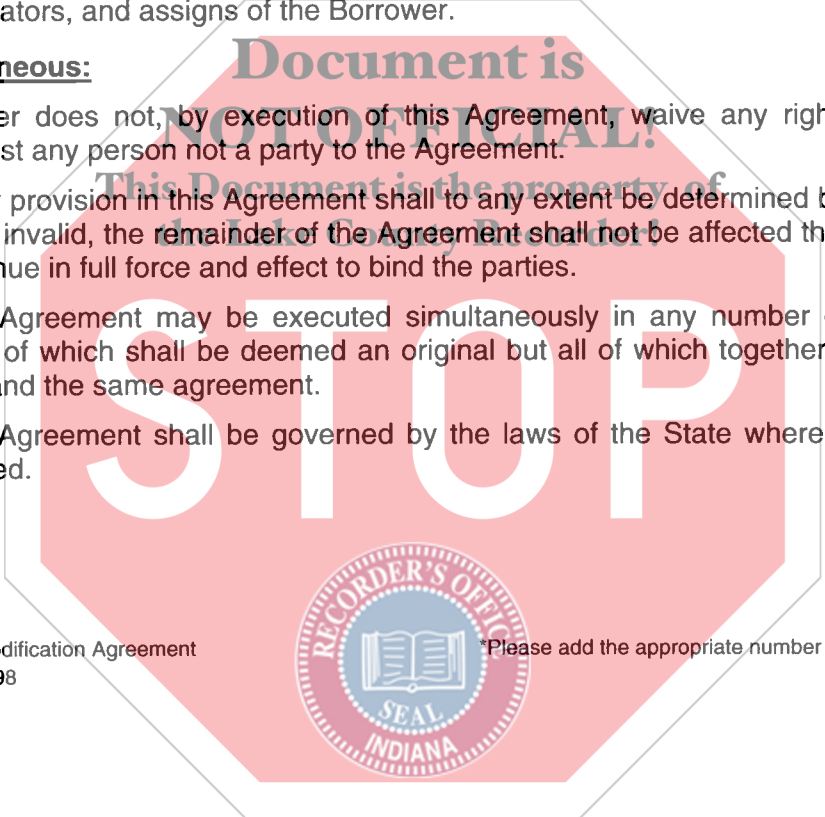 ators, and assigns of the Borrower.
Document is
neous:
er does not, by execution of this Agreement, waive any righ
NOT OFFICIAL!
st any person not a party to the Agreement.
This Document is the property of
provision in this Agreement shall to any extent be determined b
the Lake County Recorder!
invalid, the remainder of the Agreement shall not be affected th
nue in full force and effect to bind the parties.
Agreement may be executed simultaneously in any number
of which shall be deemed an original but all of which together
and the same agreement.
STOP
Agreement shall be governed by the laws of the State where
ed.
RECORDER'S OFFICE
dification Agreement
*Please add the appropriate number
98
SEAL
INDIANA